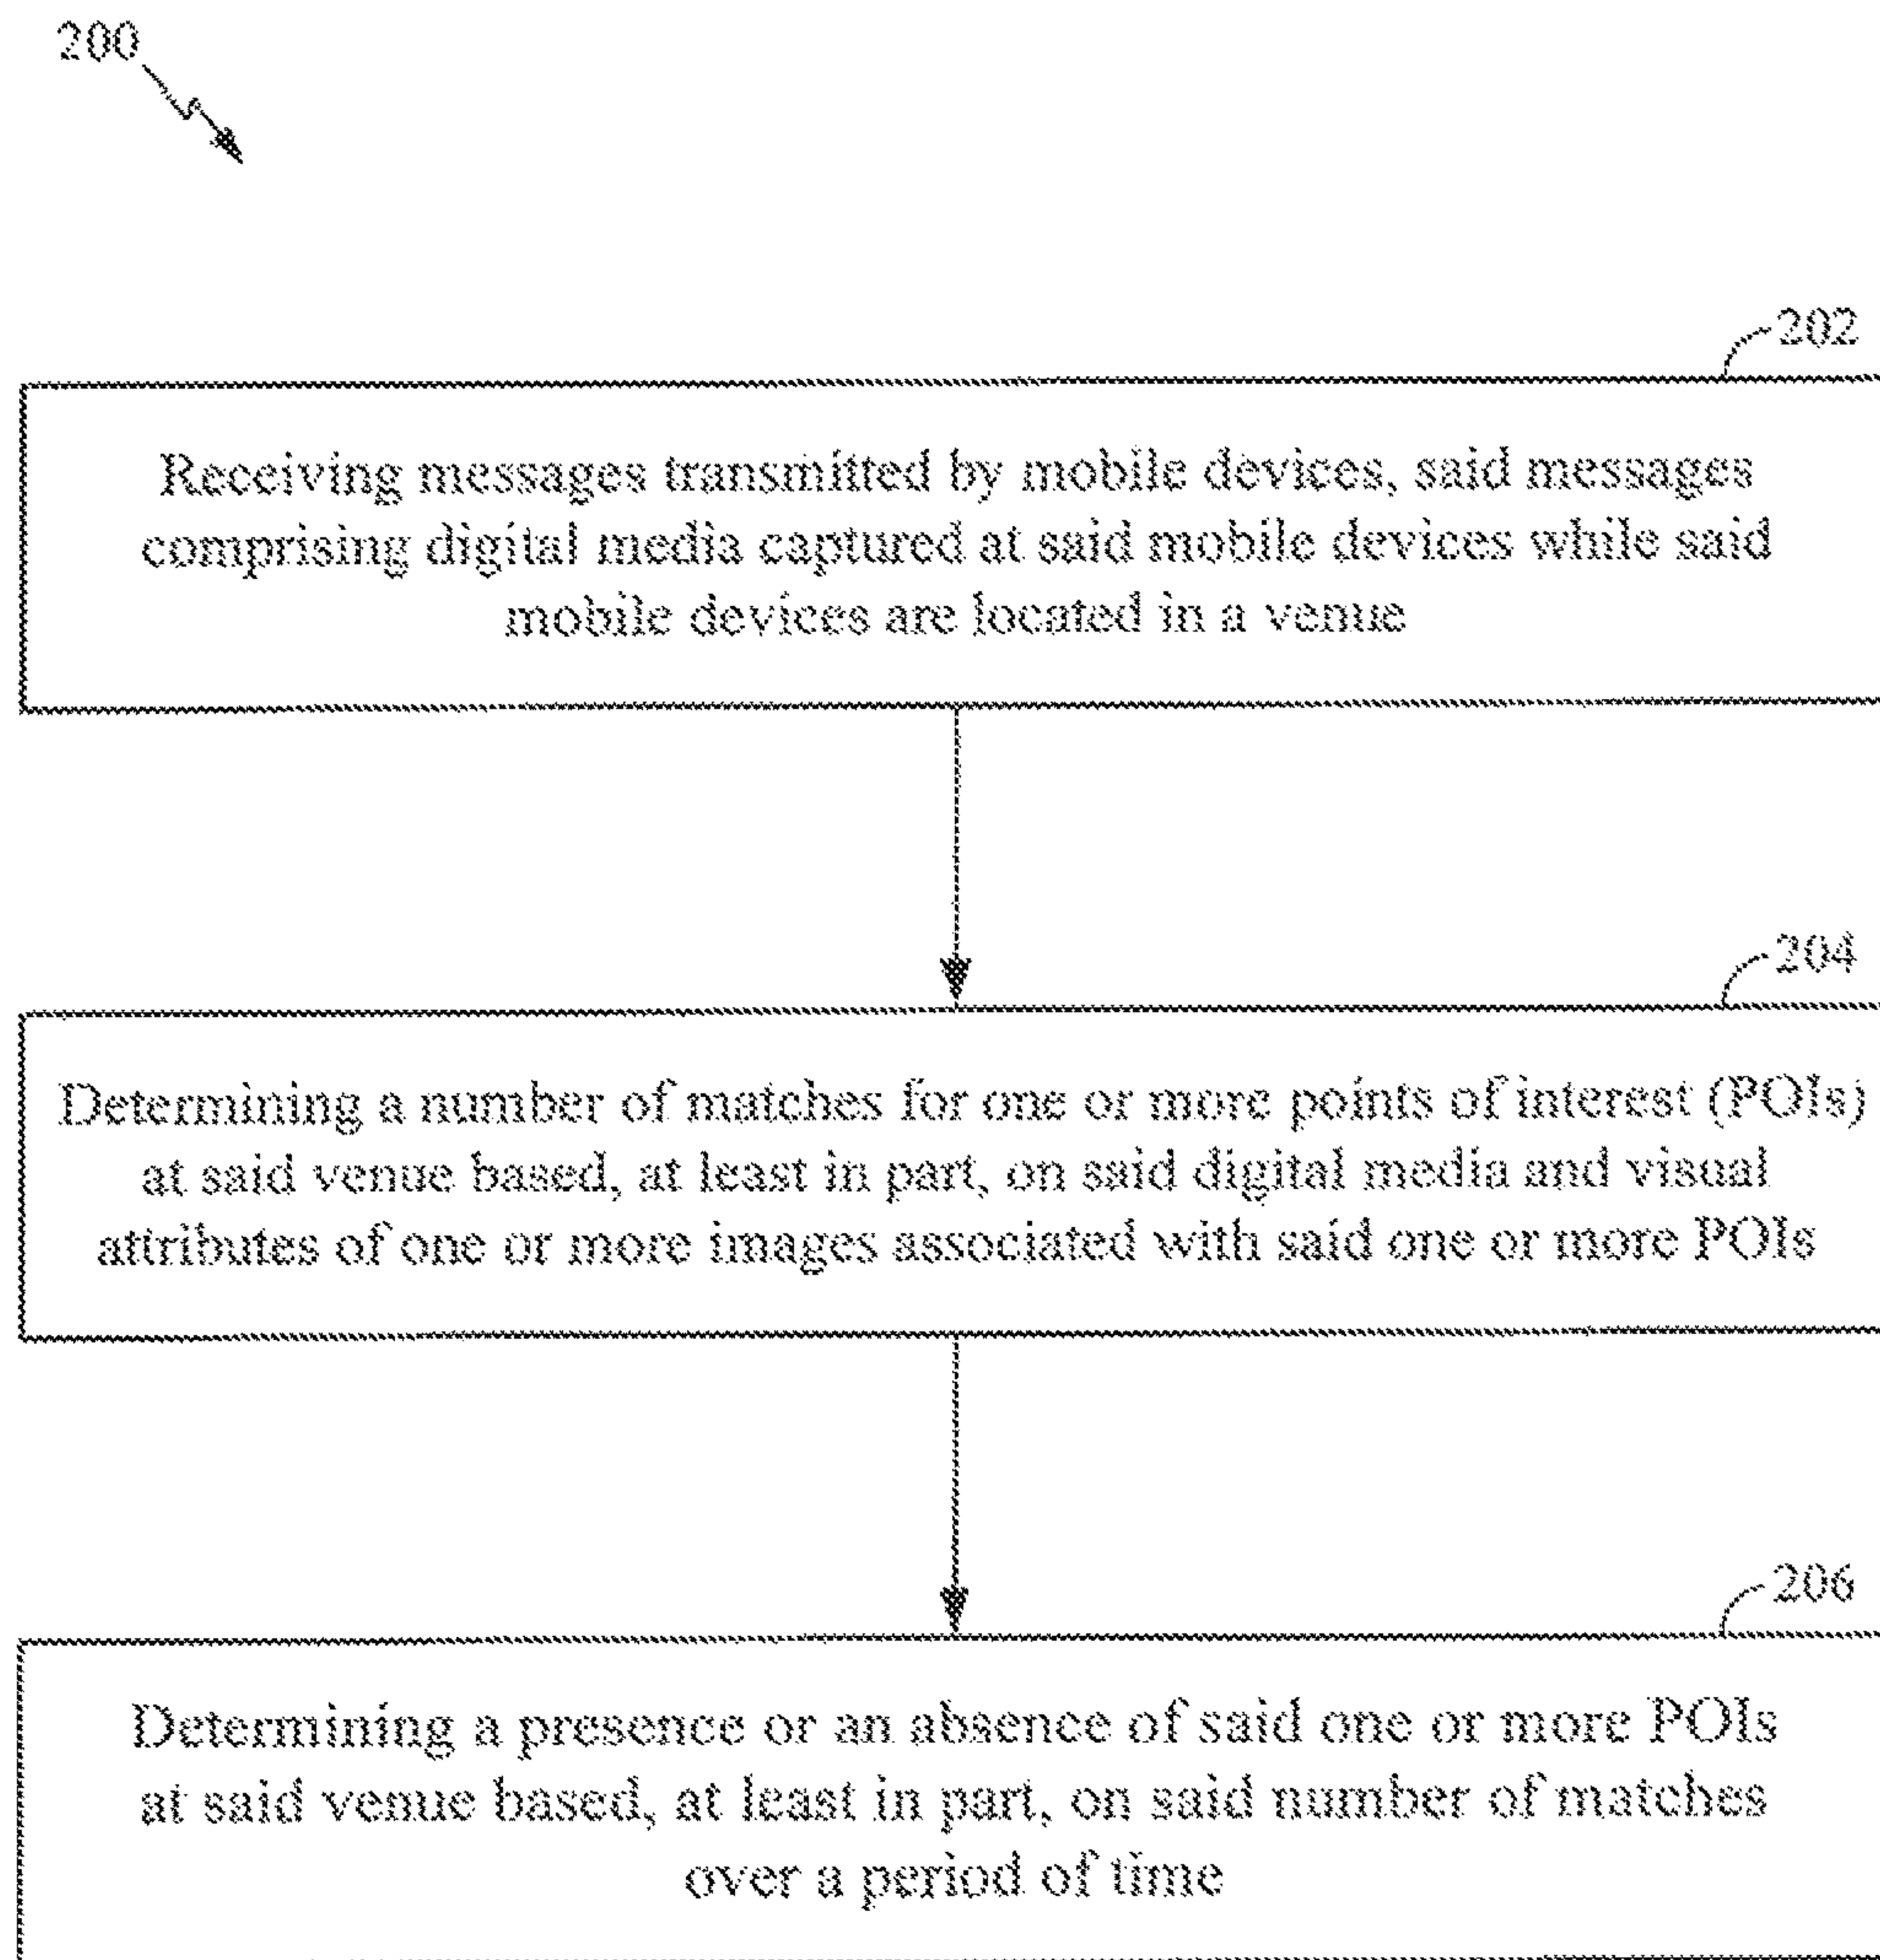 200
202
Receiving messages transmitted by mobile devices, said messages
comprising digital media captured at said mobile devices while said
mobile devices are located in a venue
204
Determining a number of matches for one or more points of interest (POIs)
at said venue based, at least in part, on said digital media and visual
attributes of one or more images associated with said one or more POIs
206
Determining a presence or an absence of said one or more POIs
at said venue based, at least in part, on said number of matches
over a period of time